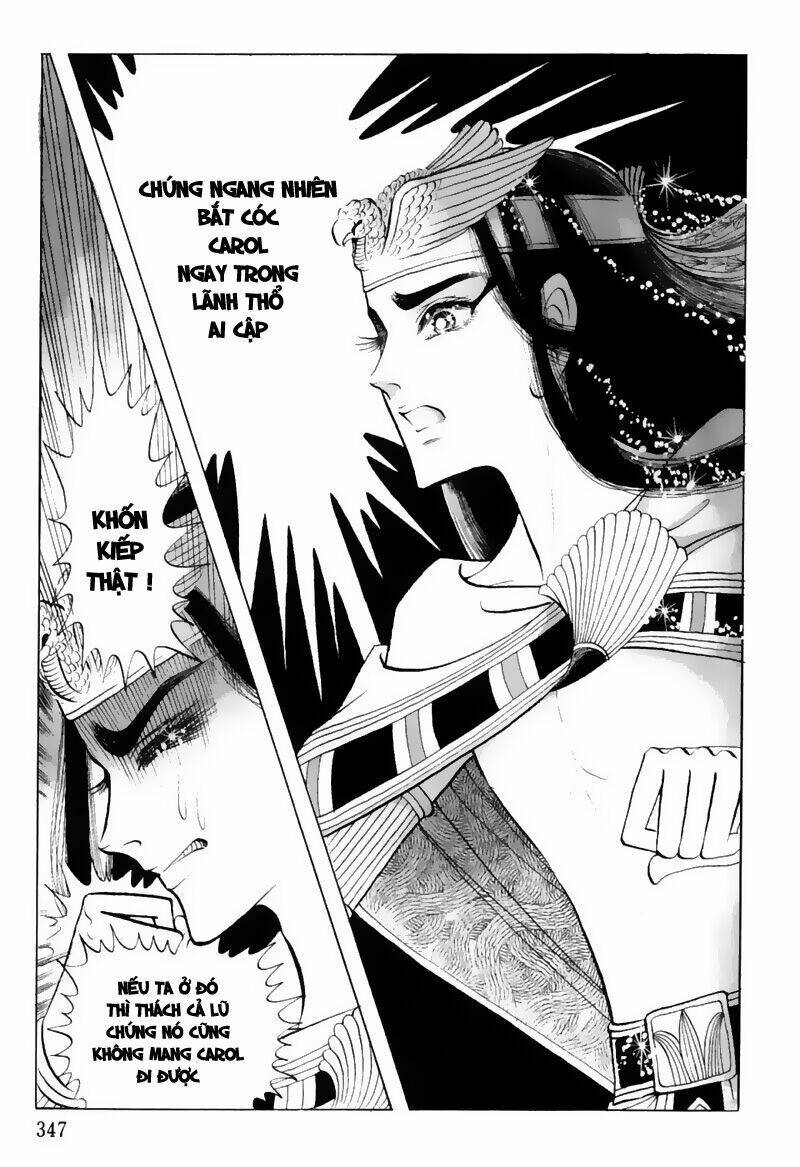 CHÚNG NGANG NHIÊN
BẮT CÓC
CAROL
NGAY TRONG
LÃNH THỔ
AI CẬP
KHỐN
KIẾP
THẬT !
NẾU TA Ở ĐÓ
THÌ THÁCH CẢ LŨ
CHÚNG NÓ CŨNG
KHÔNG MANG CAROL
ĐI ĐƯỢC
347